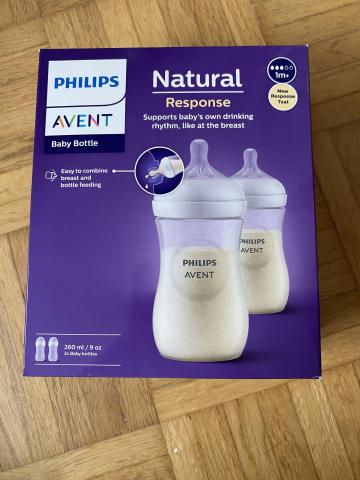 PHILIPS
AVENT
Baby Bottle
Natural
Response
Supports baby's own drinking
rhythm, like at the breast
1m+
New
Response
Teat
Easy to combine
breast and
bottle feeding
PHILIPS
AVENT
PHILIPS
AVENT
260 ml / 9 oz
2x Baby bottles